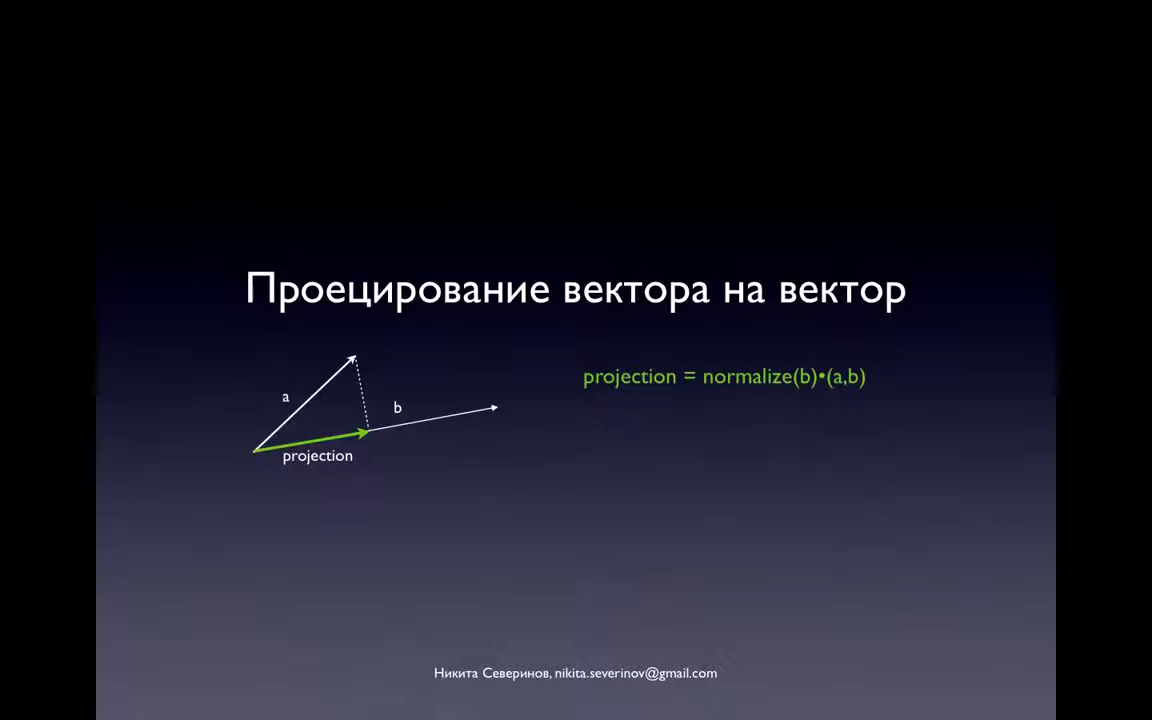 Проецирование вектора на вектор
a
b
projection
projection = normalize(b)•(a,b)
Никита Северинов, nikita.severinov@gmail.com